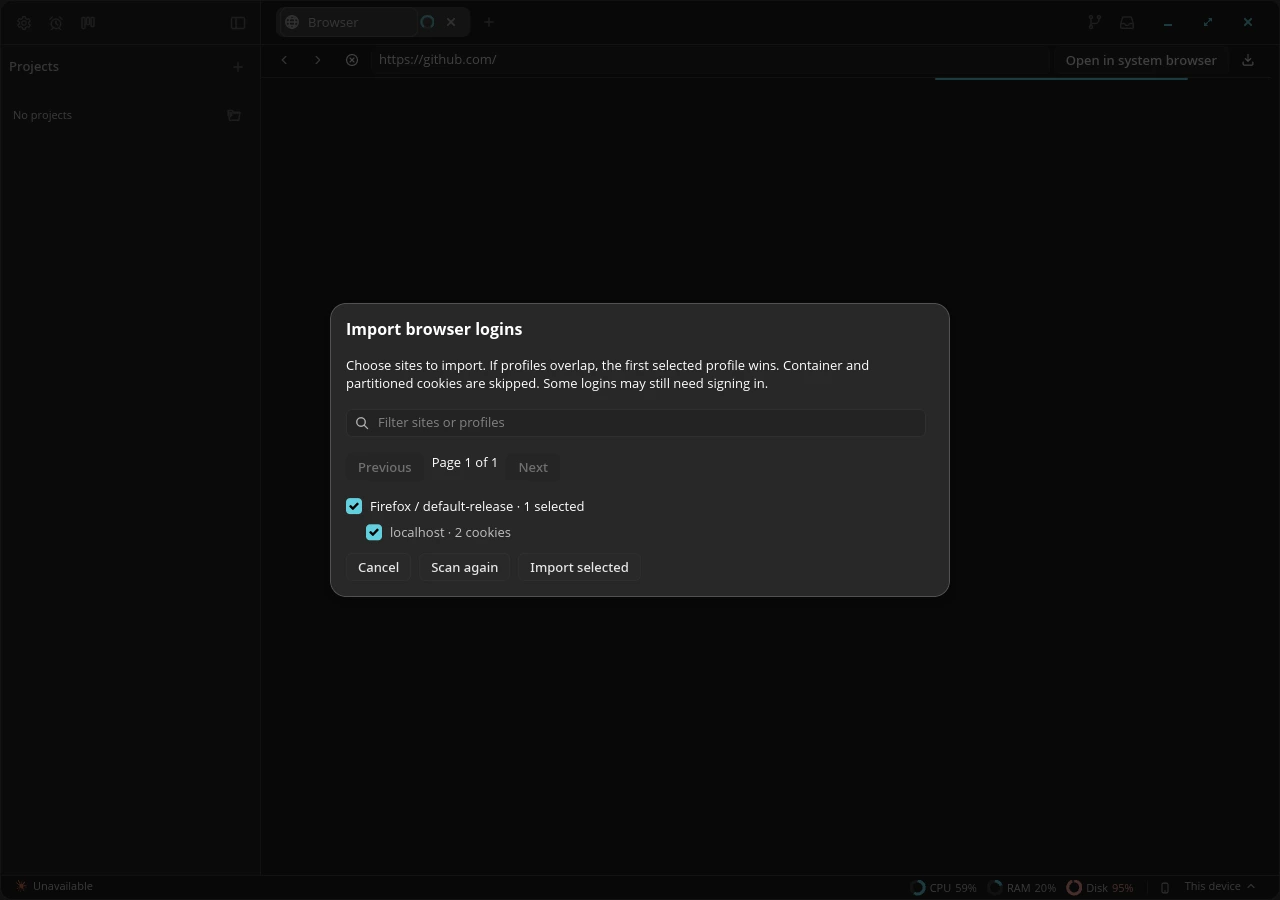 Browser
Projects
https://github.com/
Open in system browser
No projects
Import browser logins
Choose sites to import. If profiles overlap, the first selected profile wins. Container and
partitioned cookies are skipped. Some logins may still need signing in.
Filter sites or profiles
Previous Page 1 of 1 Next
Firefox / default-release · 1 selected
localhost · 2 cookies
Cancel Scan again Import selected
Unavailable
CPU 59% RAM 20% Disk 95% This device